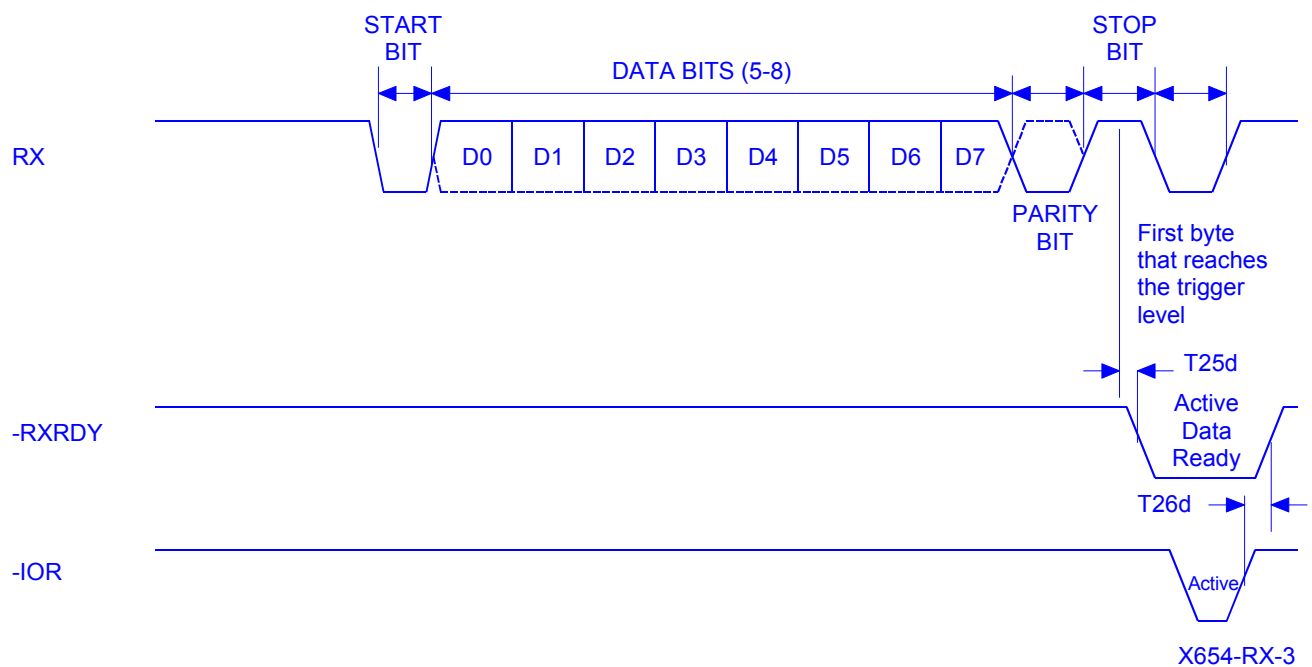 START
BIT
DATA BITS (5-8)
STOP
BIT
RX
D0 D1 D2 D3 D4 D5 D6 D7
PARITY
BIT
First byte
that reaches
the trigger
level
T25d
-RXRDY
Active
Data
Ready
T26d
-IOR
Active
X654-RX-3